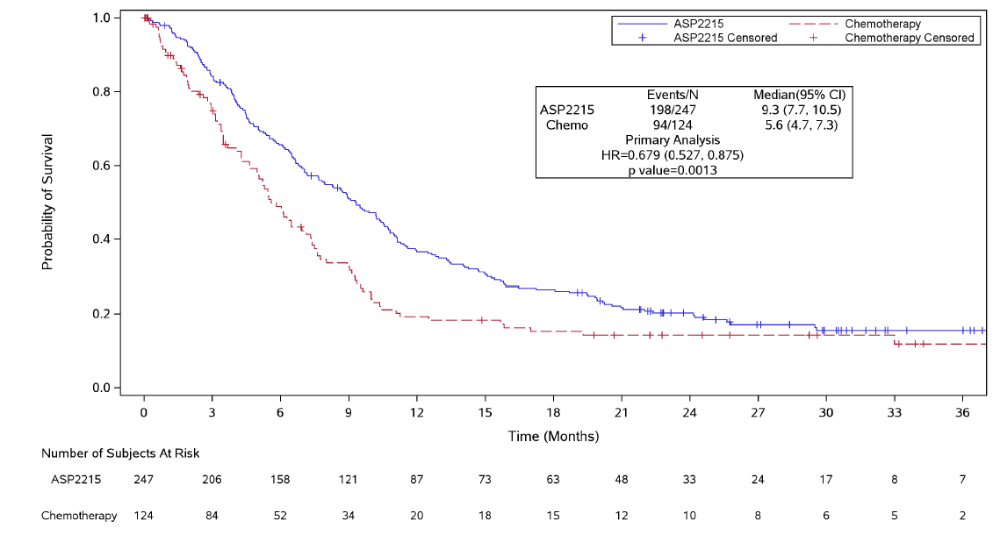 ASP2215 Chemotherapy
ASP2215 Censored Chemotherapy Censored
Events/N Median(95% CI)
ASP2215 198/247 9.3 (7.7, 10.5)
Chemo 94/124 5.6 (4.7, 7.3)
Primary Analysis
HR=0.679 (0.527, 0.875)
p value=0.0013
Probability of Survival
1.0
0.8
0.6
0.4
0.2
0.0
0 3 6 9 12 15 18 21 24 27 30 33 36
Time (Months)
Number of Subjects At Risk
ASP2215 247 206 158 121 87 73 63 48 33 24 17 8 7
Chemotherapy 124 84 52 34 20 18 15 12 10 8 6 5 2